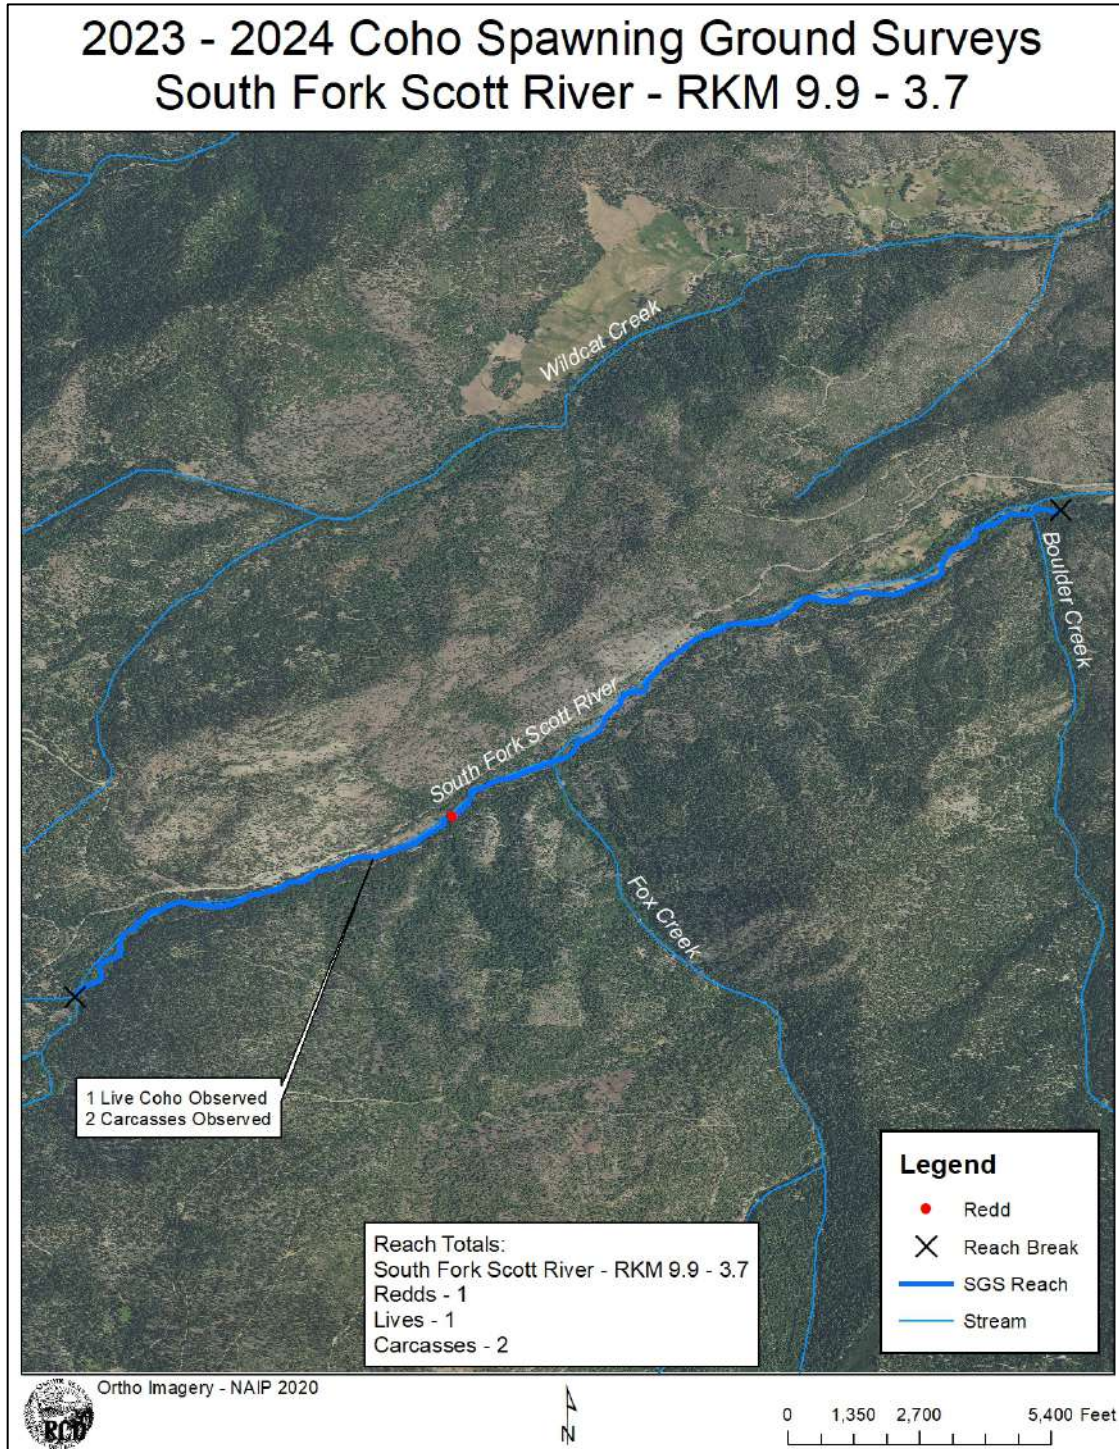 2023 - 2024 Coho Spawning Ground Surveys
South Fork Scott River - RKM 9.9 - 3.7
Wildcat Creek
Boulder Creek
South Fork Scott River
Fox Creek
1 Live Coho Observed
2 Carcasses Observed
Legend
Redd
Reach Break
SGS Reach
Stream
Reach Totals:
South Fork Scott River - RKM 9.9 - 3.7
Redds - 1
Lives - 1
Carcasses - 2
Ortho Imagery - NAIP 2020
RCD
N
0 1,350 2,700 5,400 Feet